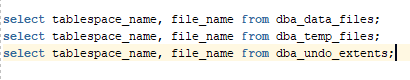 select tablespace_name, file_name from dba_data_files;
select tablespace_name, file_name from dba_temp_files;
select tablespace_name, file_name from dba_undo_extents;